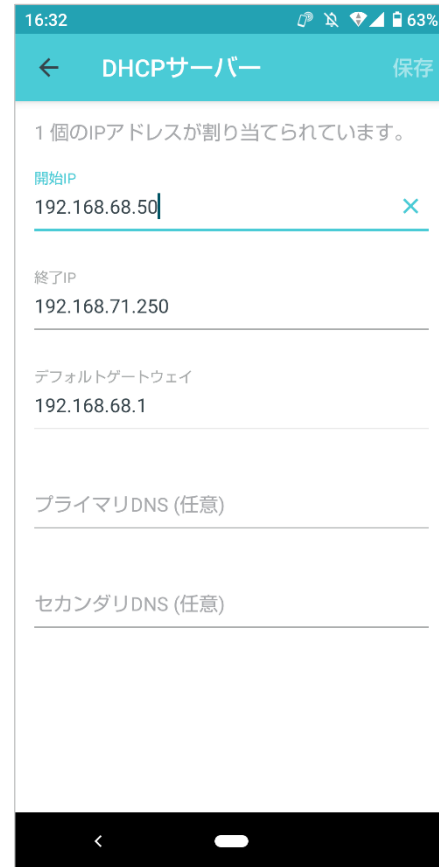 16:32
63%
DHCPサーバー
保存
1 個のIPアドレスが割り当てられています。
開始IP
192.168.68.50
終了IP
192.168.71.250
デフォルトゲートウェイ
192.168.68.1
プライマリDNS (任意)
セカンダリDNS (任意)